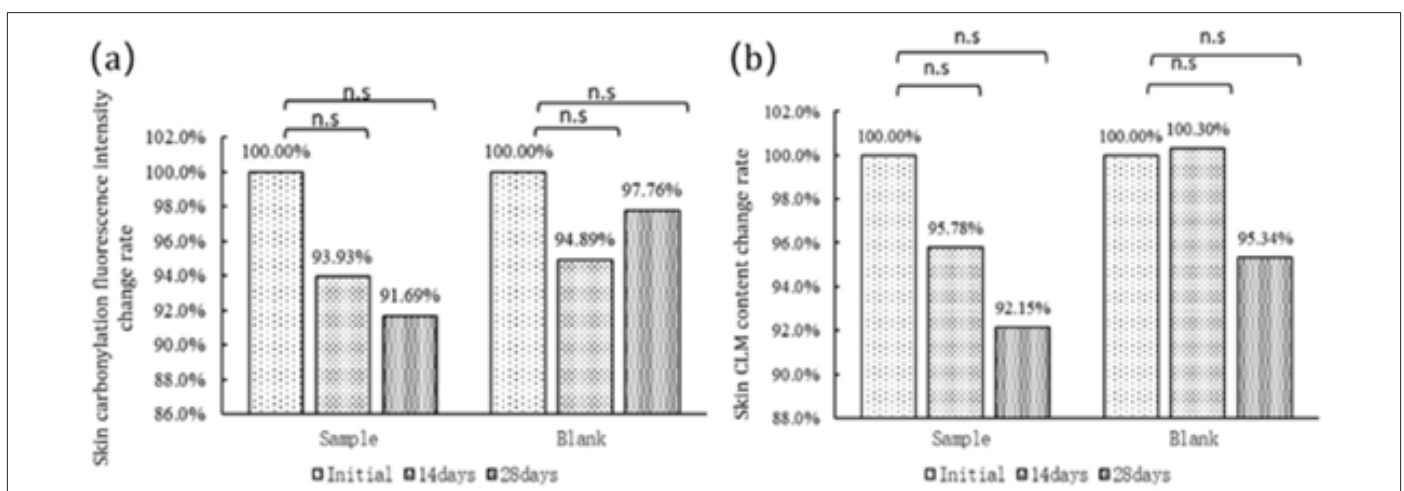 (a)
n.s
n.s
n.s
n.s
Skin carbonylation fluorescence intensity
change rate
102.0%
100.0%
98.0%
96.0%
94.0%
92.0%
90.0%
88.0%
86.0%
100.00%
93.93%
91.69%
100.00%
94.89%
97.76%
Sample
Blank
Initial 14days 28days
(b)
n.s
n.s
n.s
n.s
Skin CLM content change rate
102.0%
100.0%
98.0%
96.0%
94.0%
92.0%
90.0%
88.0%
100.00%
95.78%
92.15%
100.00%
100.30%
95.34%
Sample
Blank
Initial 14days 28days